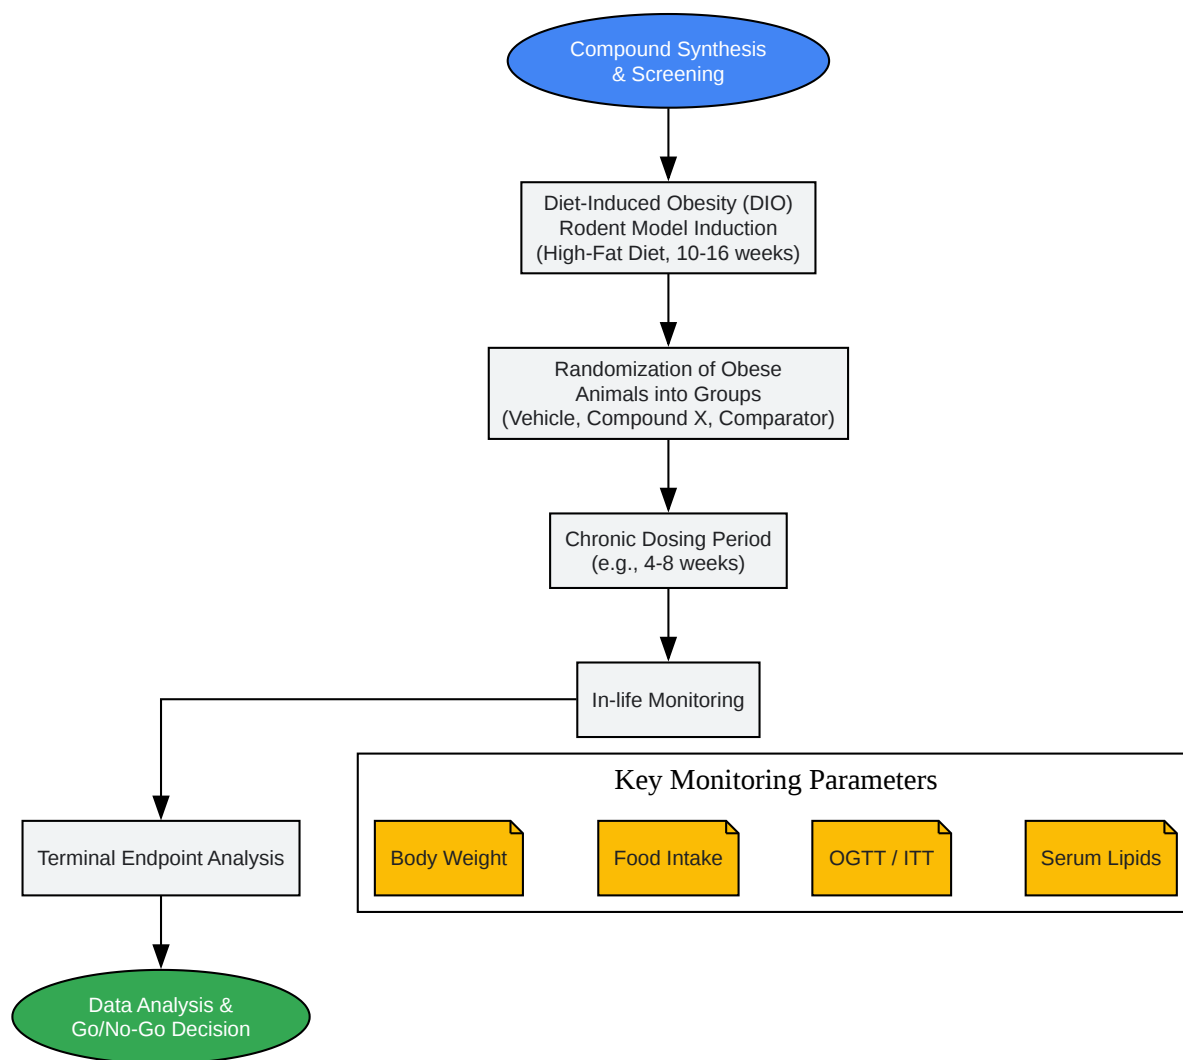 Compound Synthesis
& Screening
Diet-Induced Obesity (DIO)
Rodent Model Induction
(High-Fat Diet, 10-16 weeks)
Randomization of Obese
Animals into Groups
(Vehicle, Compound X, Comparator)
Chronic Dosing Period
(e.g., 4-8 weeks)
In-life Monitoring
Key Monitoring Parameters
Terminal Endpoint Analysis
Body Weight
Food Intake
OGTT / ITT
Serum Lipids
Data Analysis &
Go/No-Go Decision